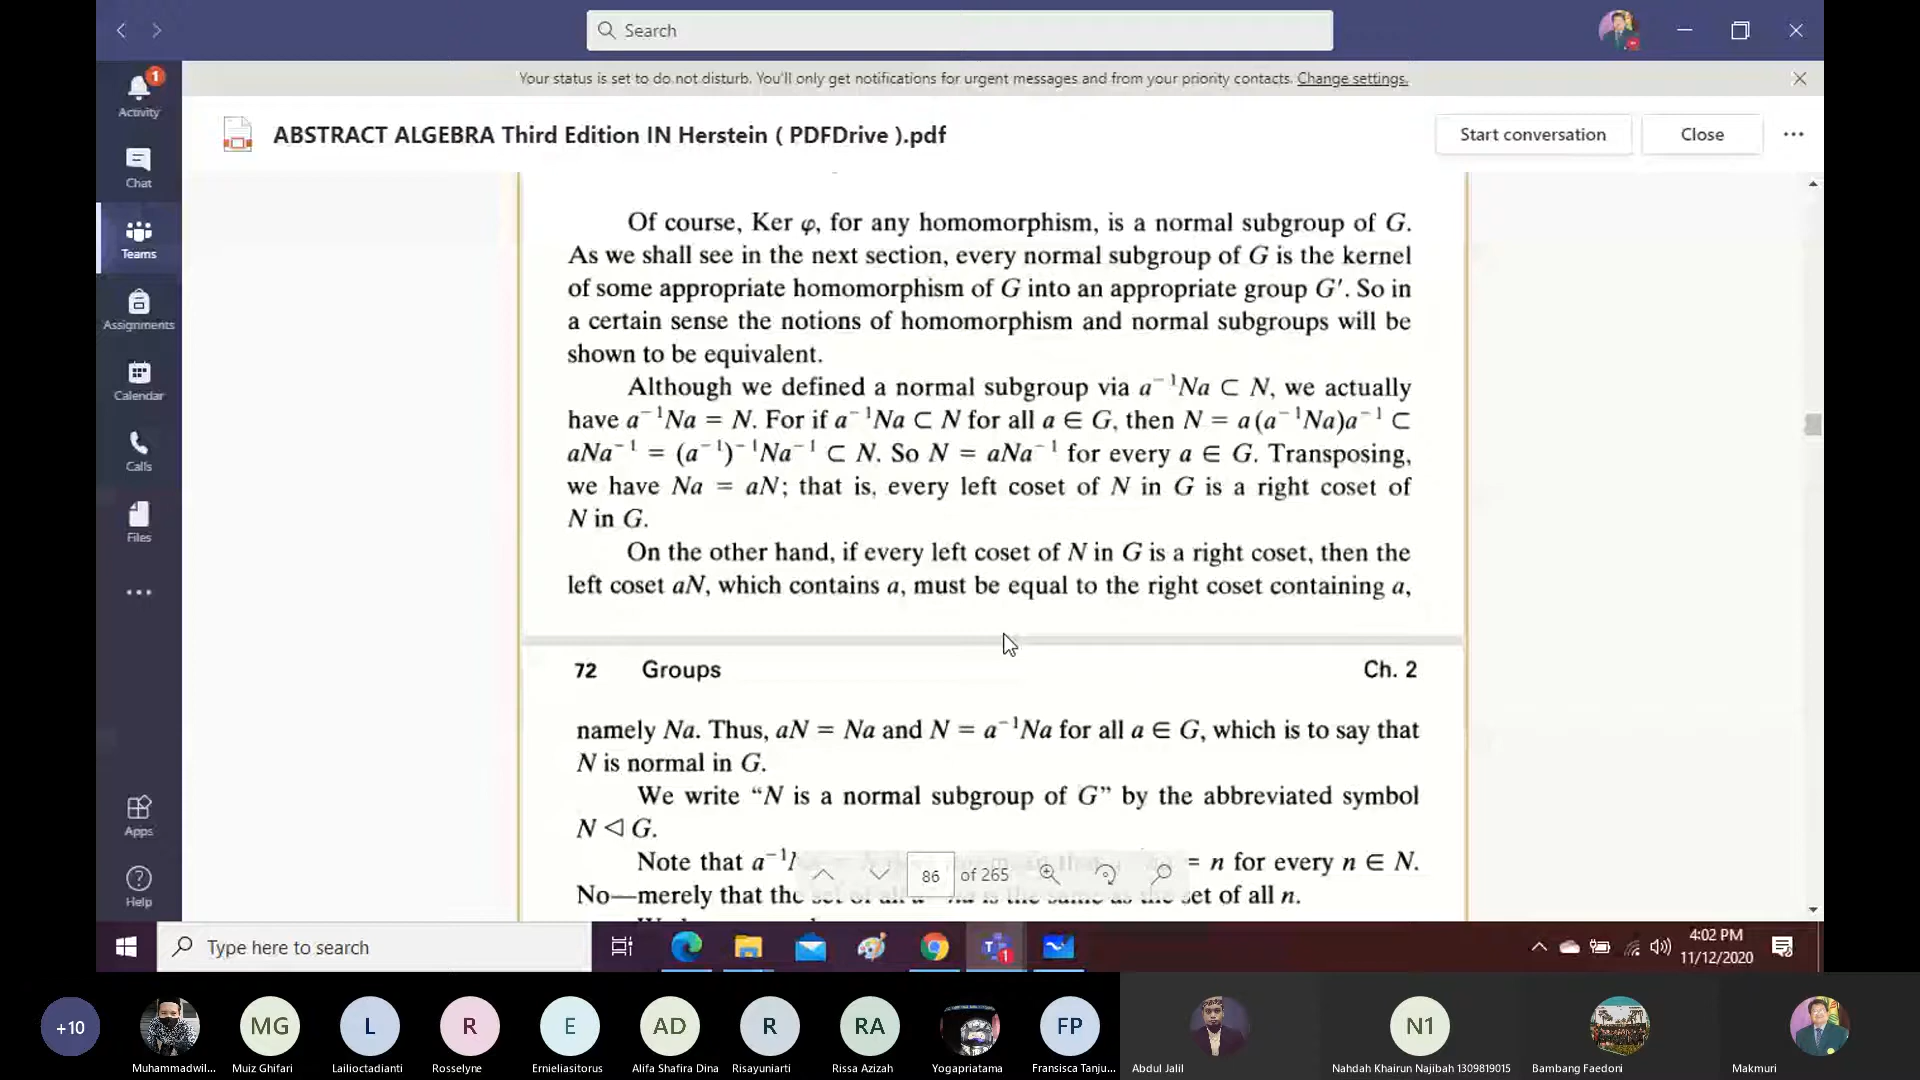 Search
Your status is set to do not disturb. You'll only get notifications for urgent messages and from your priority contacts. Change settings.
1
Activity
Chat
Teams
Assignments
Calendar
Calls
Files
Apps
Help
ABSTRACT ALGEBRA Third Edition IN Herstein ( PDFDrive ).pdf
Start conversation
Close
Of course, Ker φ, for any homomorphism, is a normal subgroup of G.
As we shall see in the next section, every normal subgroup of G is the kernel
of some appropriate homomorphism of G into an appropriate group G′. So in
a certain sense the notions of homomorphism and normal subgroups will be
shown to be equivalent.
Although we defined a normal subgroup via a⁻¹Na ⊂ N, we actually
have a⁻¹Na = N. For if a⁻¹Na ⊂ N for all a ∈ G, then N = a(a⁻¹Na)a⁻¹ ⊂
aNa⁻¹ = (a⁻¹)⁻¹Na⁻¹ ⊂ N. So N = aNa⁻¹ for every a ∈ G. Transposing,
we have Na = aN; that is, every left coset of N in G is a right coset of
N in G.
On the other hand, if every left coset of N in G is a right coset, then the
left coset aN, which contains a, must be equal to the right coset containing a,
72 Groups Ch. 2
namely Na. Thus, aN = Na and N = a⁻¹Na for all a ∈ G, which is to say that
N is normal in G.
We write “N is a normal subgroup of G” by the abbreviated symbol
N ◁ G.
Note that a⁻¹ = n for every n ∈ N.
No—merely that the set of all is the same as the set of all n.
86 of 265
Type here to search
1
4:02 PM
11/12/2020
+10
MG
L
R
E
AD
R
RA
FP
N1
Muhammadwil...
Muiz Ghifari
Lailioctadianti
Rosselyne
Ernieliasitorus
Alifa Shafira Dina
Risayuniarti
Rissa Azizah
Yogapriatama
Fransisca Tanju...
Abdul Jalil
Nahdah Khairun Najibah 1309819015
Bambang Faedoni
Makmuri